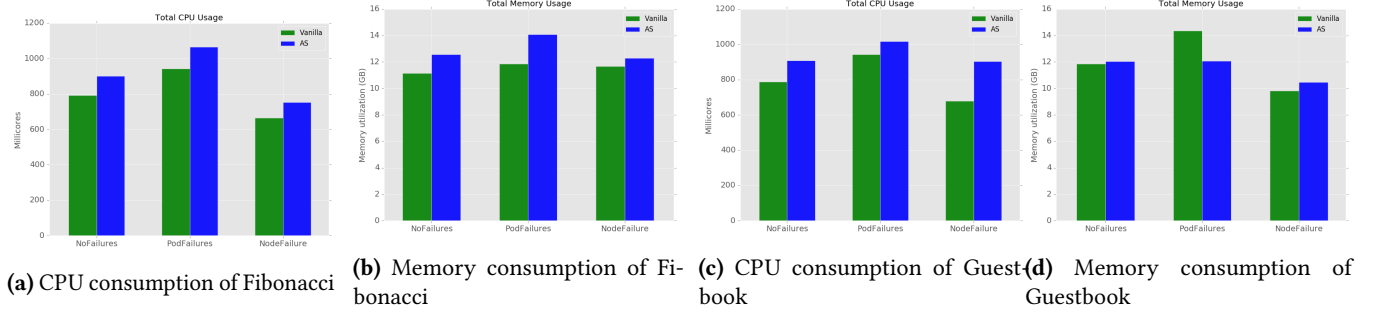 Total CPU Usage
1200
1000
800
600
400
200
0
Millicores
Vanilla
AS
NoFailures
PodFailures
NodeFailure
(a) CPU consumption of Fibonacci
Total Memory Usage
16
14
12
10
8
6
4
2
0
Memory utilization (GB)
Vanilla
AS
NoFailures
PodFailures
NodeFailure
(b) Memory consumption of Fi-
bonacci
Total CPU Usage
1200
1000
800
600
400
200
0
Millicores
Vanilla
AS
NoFailures
PodFailures
NodeFailure
(c) CPU consumption of Guest-
book
Total Memory Usage
16
14
12
10
8
6
4
2
0
Memory utilization (GB)
Vanilla
AS
NoFailures
PodFailures
NodeFailure
(d) Memory consumption of
Guestbook